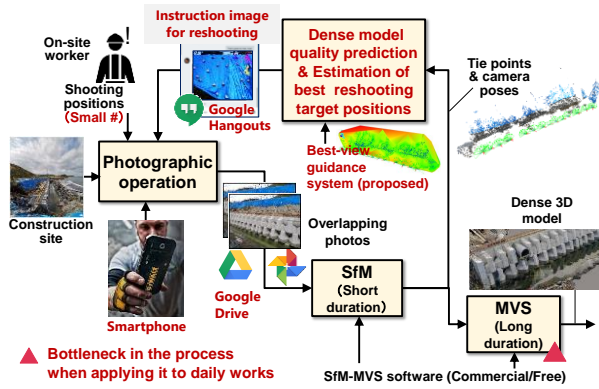 On-site
worker
Shooting
positions
(Small #)
Instruction image
for reshooting
Google
Hangouts
Dense model
quality prediction
& Estimation of
best reshooting
target positions
Tie points
& camera
poses
Best-view
guidance
system (proposed)
Photographic
operation
Construction
site
Smartphone
Overlapping
photos
Google
Drive
SfM
(Short
duration)
Dense 3D
model
MVS
(Long
duration)
Bottleneck in the process
when applying it to daily works
SfM-MVS software (Commercial/Free)